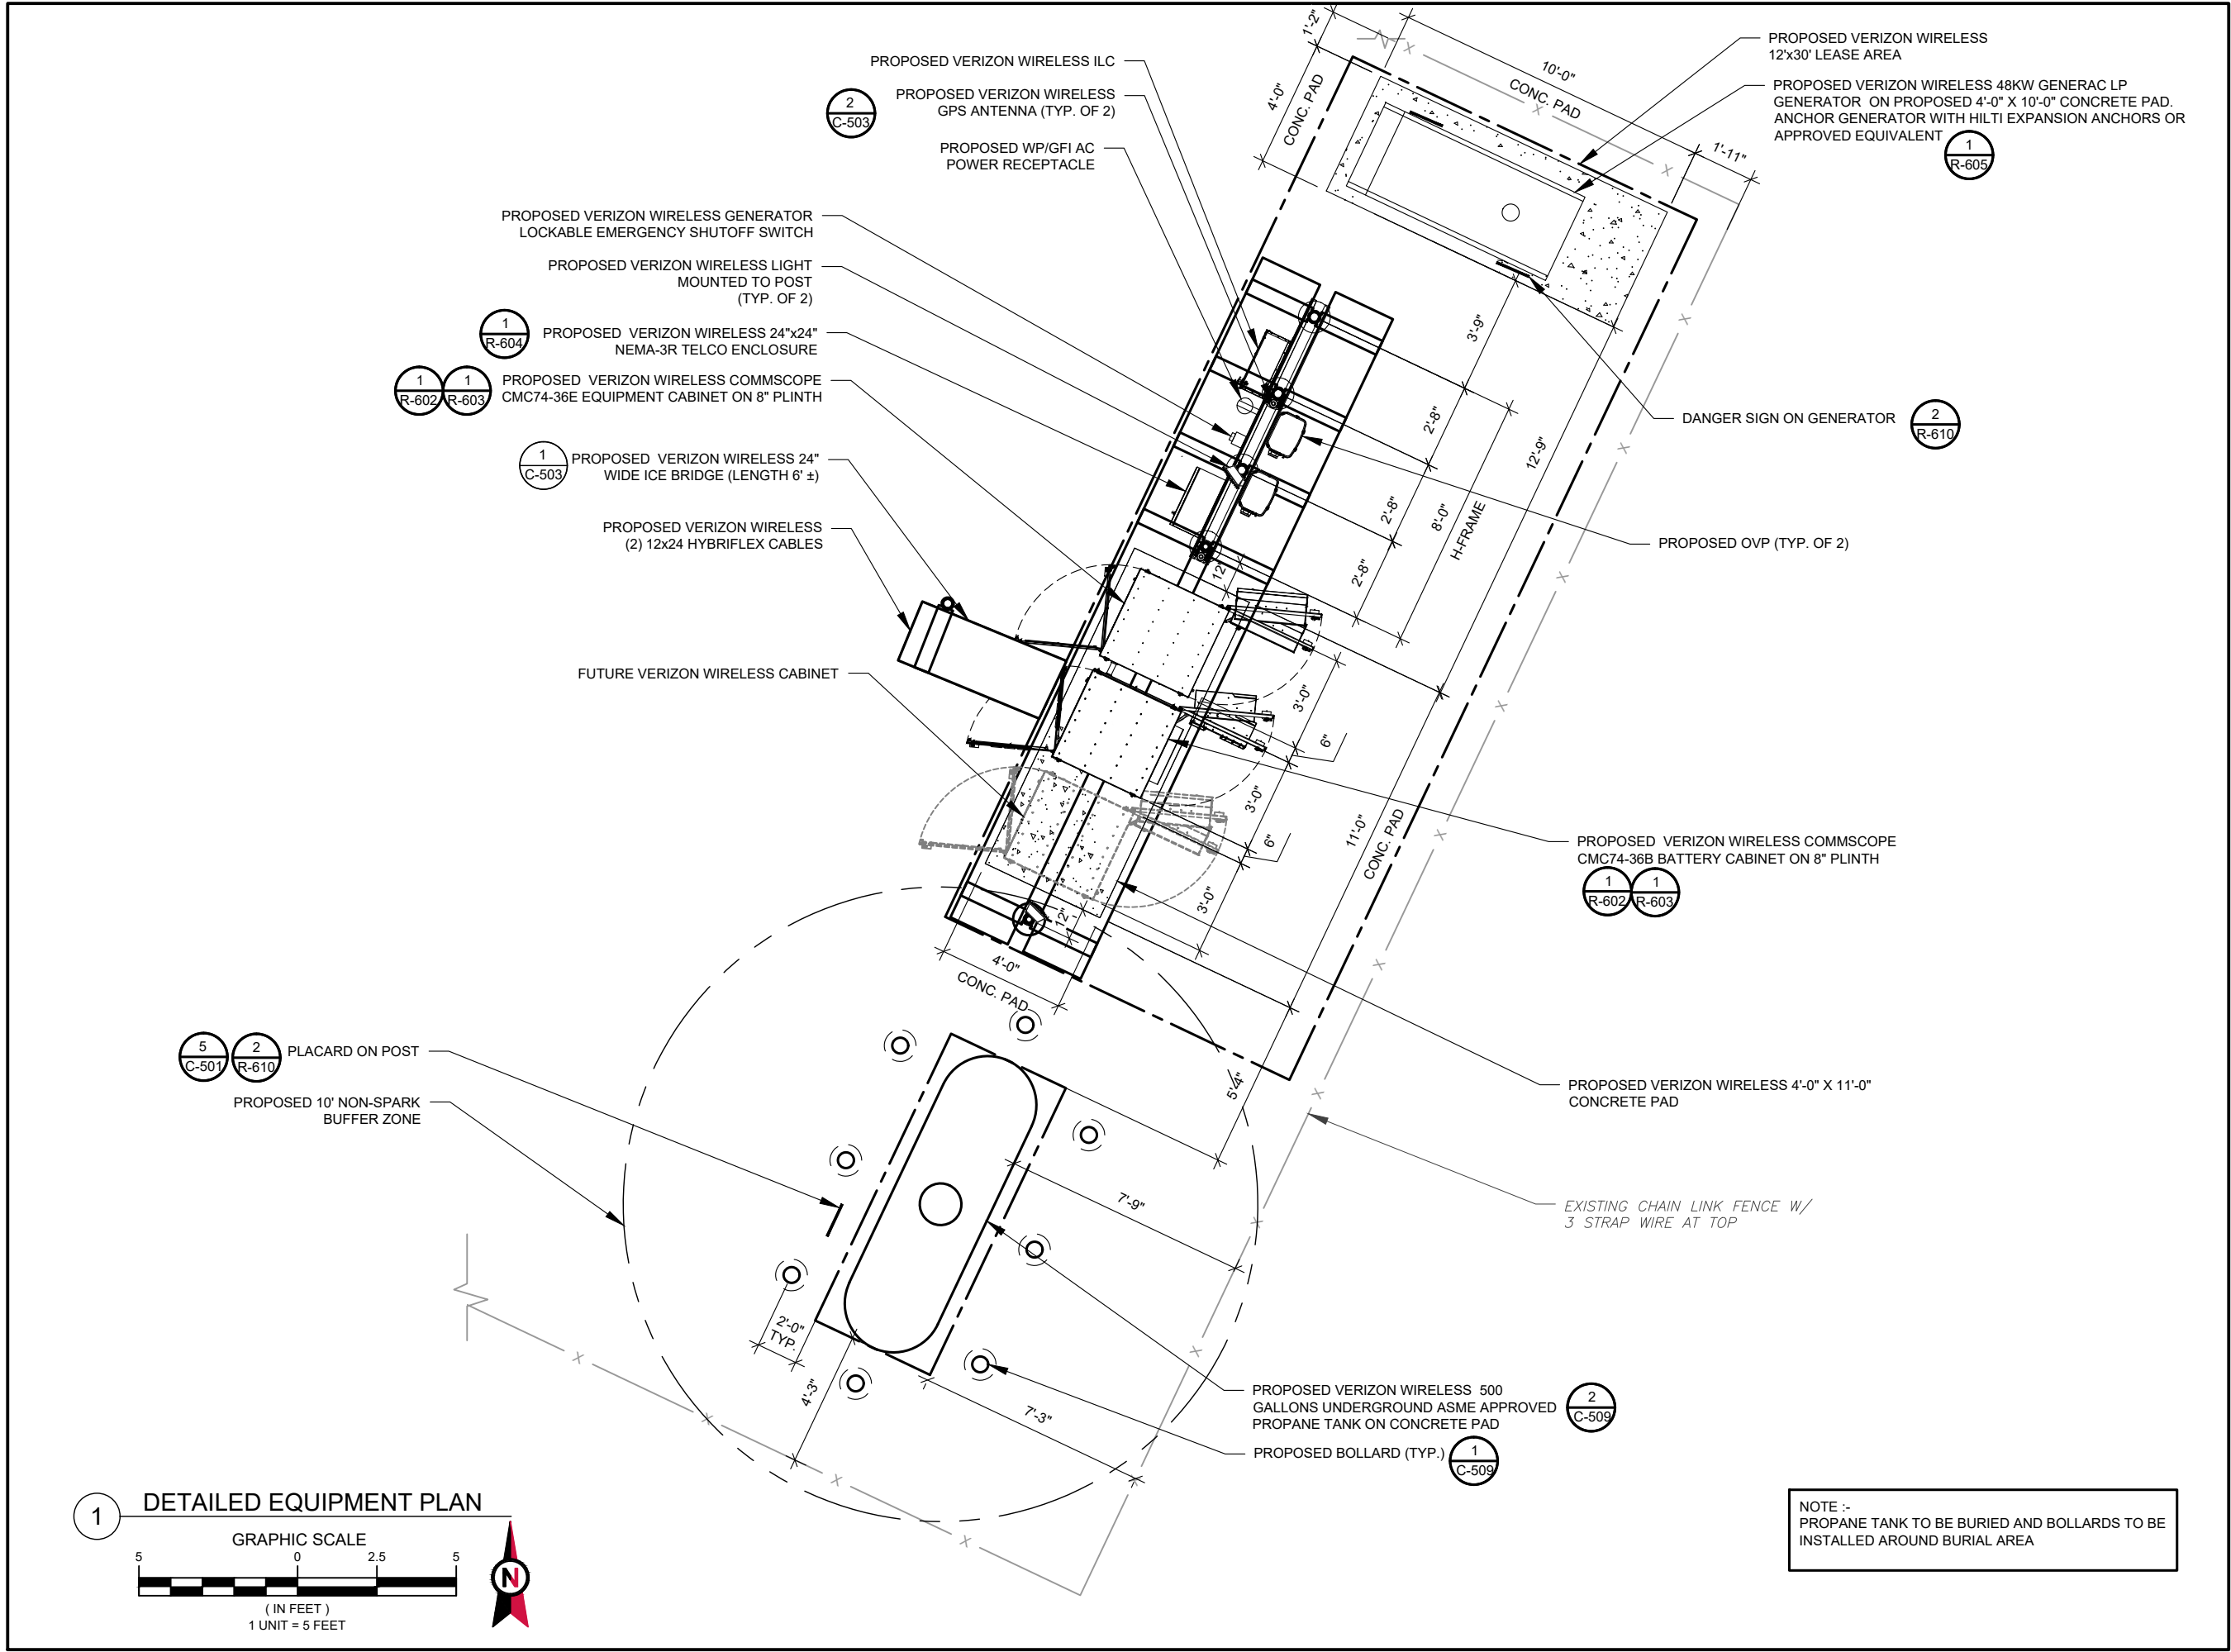 PROPOSED VERIZON WIRELESS ILC
2
C-503
PROPOSED VERIZON WIRELESS
GPS ANTENNA (TYP. OF 2)
PROPOSED WP/GFI AC
POWER RECEPTACLE
PROPOSED VERIZON WIRELESS GENERATOR
LOCKABLE EMERGENCY SHUTOFF SWITCH
PROPOSED VERIZON WIRELESS LIGHT
MOUNTED TO POST
(TYP. OF 2)
1
R-604
PROPOSED VERIZON WIRELESS 24"x24"
NEMA-3R TELCO ENCLOSURE
1
R-602
1
R-603
PROPOSED VERIZON WIRELESS COMMSCOPE
CMC74-36E EQUIPMENT CABINET ON 8" PLINTH
1
C-503
PROPOSED VERIZON WIRELESS 24"
WIDE ICE BRIDGE (LENGTH 6' ±)
PROPOSED VERIZON WIRELESS
(2) 12x24 HYBRIFLEX CABLES
FUTURE VERIZON WIRELESS CABINET
5
C-501
2
R-610
PLACARD ON POST
PROPOSED 10' NON-SPARK
BUFFER ZONE
1'-2"
4'-0"
CONC. PAD
10'-0"
CONC. PAD
1'-11"
PROPOSED VERIZON WIRELESS
12'x30' LEASE AREA
PROPOSED VERIZON WIRELESS 48KW GENERAC LP
GENERATOR ON PROPOSED 4'-0" X 10'-0" CONCRETE PAD.
ANCHOR GENERATOR WITH HILTI EXPANSION ANCHORS OR
APPROVED EQUIVALENT
1
R-605
3'-9"
2'-8"
12'-9"
2'-8"
8'-0"
H-FRAME
2'-8"
12"
DANGER SIGN ON GENERATOR
2
R-610
PROPOSED OVP (TYP. OF 2)
3'-0"
6"
3'-0"
6"
11'-0"
CONC. PAD
3'-0"
12"
4'-0"
CONC. PAD
PROPOSED VERIZON WIRELESS COMMSCOPE
CMC74-36B BATTERY CABINET ON 8" PLINTH
1
R-602
1
R-603
PROPOSED VERIZON WIRELESS 4'-0" X 11'-0"
CONCRETE PAD
5'-4"
7'-9"
EXISTING CHAIN LINK FENCE W/
3 STRAP WIRE AT TOP
2'-0"
TYP.
4'-3"
7'-3"
PROPOSED VERIZON WIRELESS 500
GALLONS UNDERGROUND ASME APPROVED
PROPANE TANK ON CONCRETE PAD
2
C-509
PROPOSED BOLLARD (TYP.)
1
C-509
1
DETAILED EQUIPMENT PLAN
GRAPHIC SCALE
5 0 2.5 5
( IN FEET )
1 UNIT = 5 FEET
N
NOTE :-
PROPANE TANK TO BE BURIED AND BOLLARDS TO BE
INSTALLED AROUND BURIAL AREA